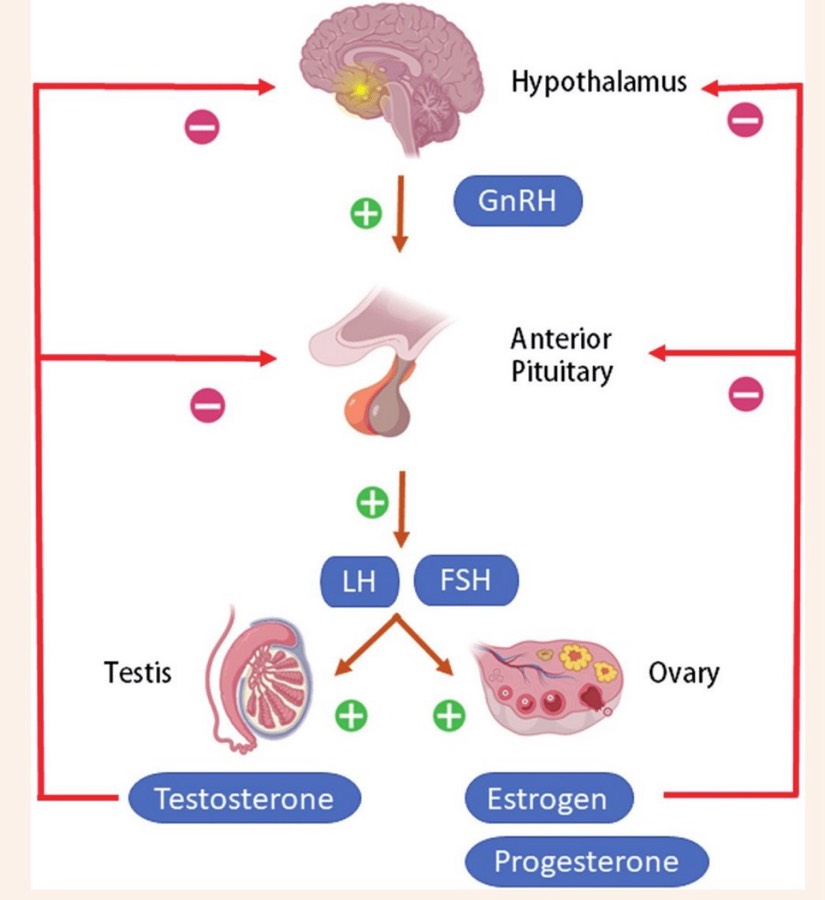 Hypothalamus
GnRH
Anterior
Pituitary
LH
FSH
Testis
Ovary
Testosterone
Estrogen
Progesterone